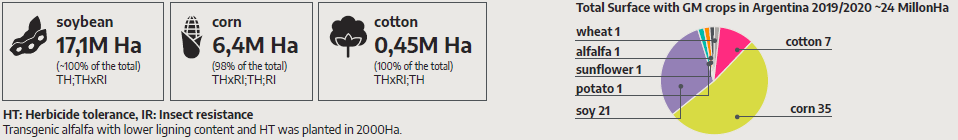 soybean
17,1M Ha
(~100% of the total)
TH;THxRI
corn
6,4M Ha
(98% of the total)
THxRI;TH;RI
cotton
0,45M Ha
(100% of the total)
THxRI;TH
HT: Herbicide tolerance, IR: Insect resistance
Transgenic alfalfa with lower ligning content and HT was planted in 2000Ha.
Total Surface with GM crops in Argentina 2019/2020 ~24 MillonHa
wheat 1
alfalfa 1
sunflower 1
potato 1
soy 21
cotton 7
corn 35